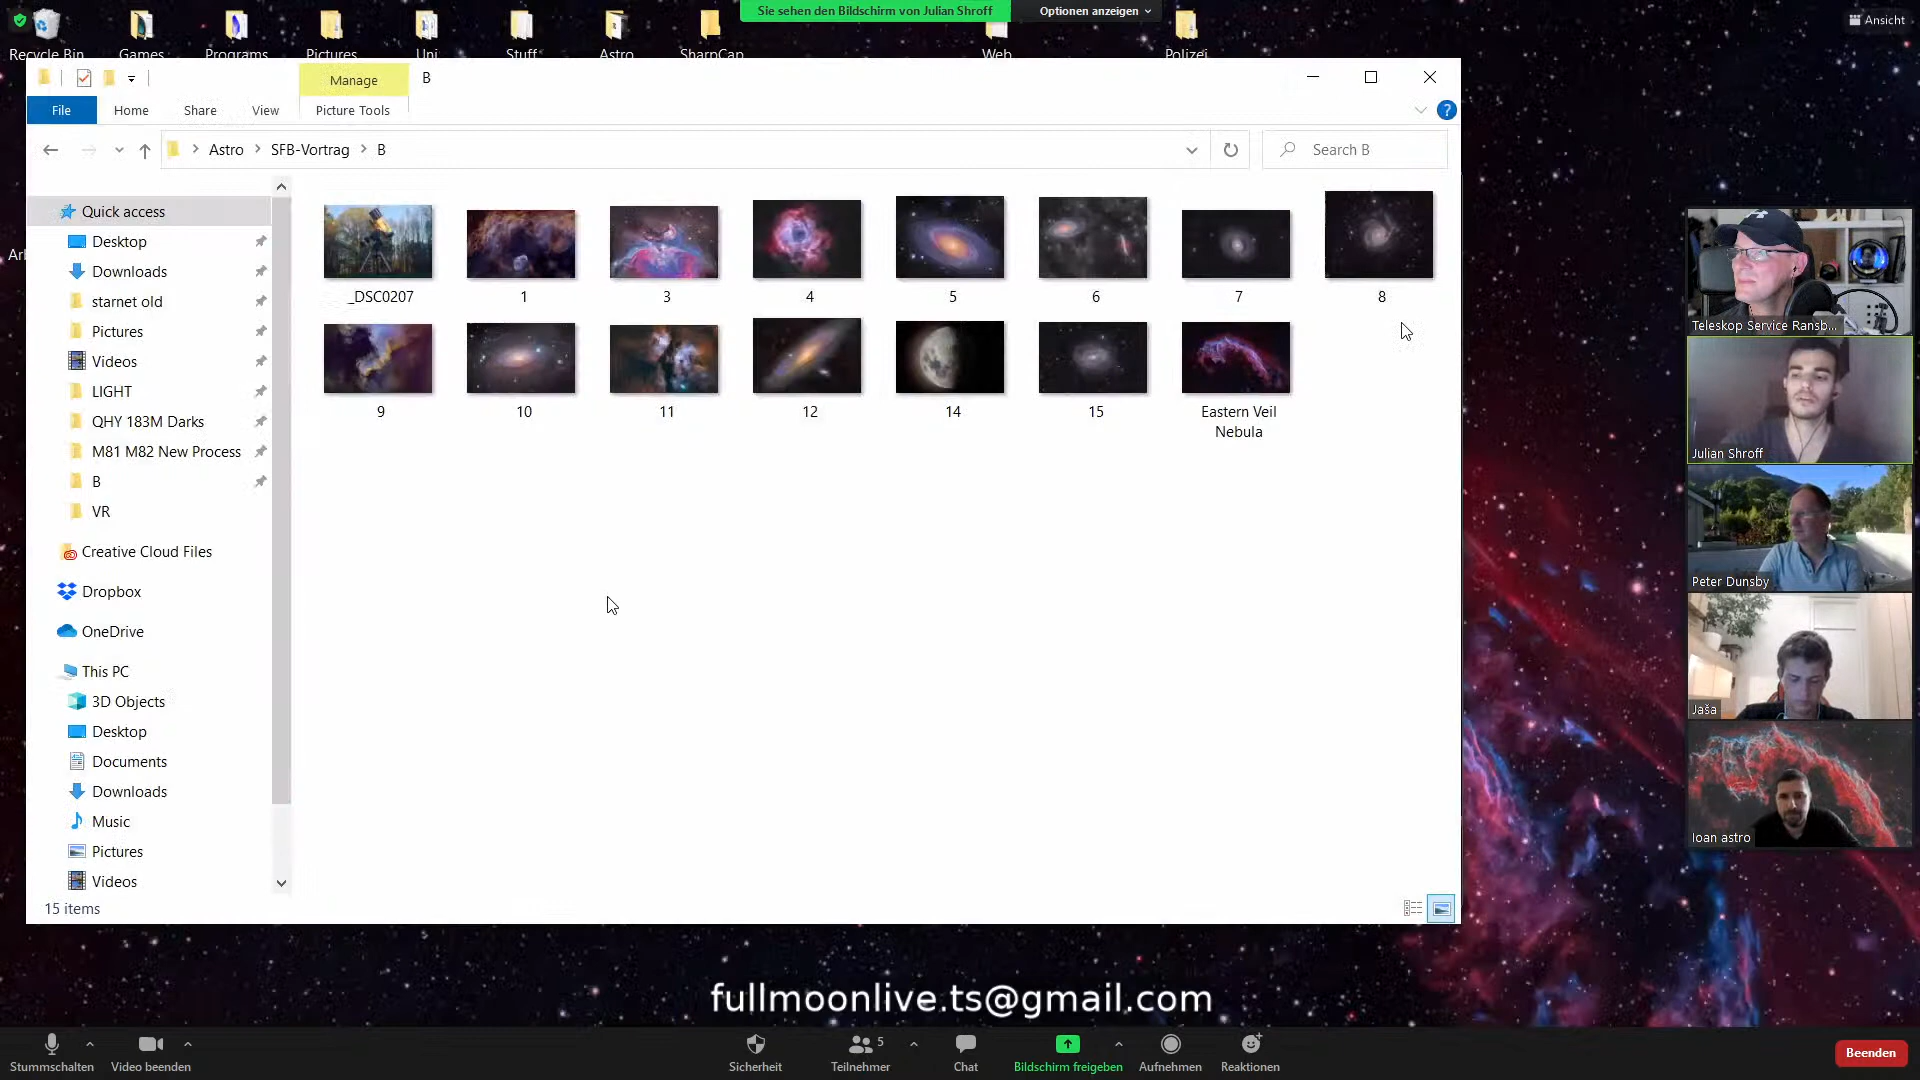 Sie sehen den Bildschirm von Julian Shroff
Optionen anzeigen
Ansicht
Recycle Bin
Games
Programs
Pictures
Uni
Stuff
Astro
SharpCap
Web
Polizei
Manage
B
File
Home
Share
View
Picture Tools
Astro > SFB-Vortrag > B
Search B
Quick access
Desktop
Downloads
starnet old
Pictures
Videos
LIGHT
QHY 183M Darks
M81 M82 New Process
B
VR
Creative Cloud Files
Dropbox
OneDrive
This PC
3D Objects
Desktop
Documents
Downloads
Music
Pictures
Videos
15 items
_DSC0207
1
3
4
5
6
7
8
9
10
11
12
14
15
Eastern Veil
Nebula
Teleskop Service Ransb...
Julian Shroff
Peter Dunsby
Jaša
Ioan astro
fullmoonlive.ts@gmail.com
Stummschalten
Video beenden
Sicherheit
5
Teilnehmer
Chat
Bildschirm freigeben
Aufnehmen
Reaktionen
Beenden